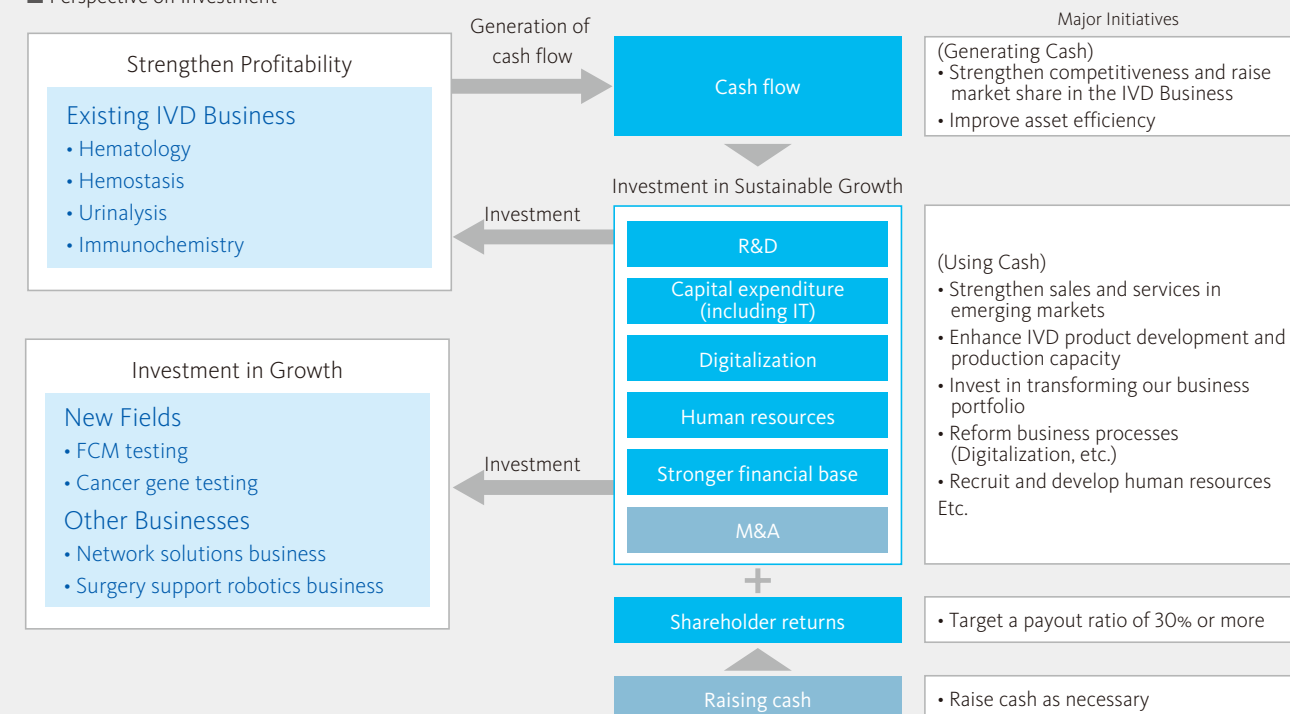 ■ Perspective on Investment
Strengthen Profitability
Existing IVD Business
• Hematology
• Hemostasis
• Urinalysis
• Immunochemistry
Generation of
cash flow
Cash flow
Major Initiatives
(Generating Cash)
• Strengthen competitiveness and raise
market share in the IVD Business
• Improve asset efficiency
Investment in Sustainable Growth
Investment
R&D
Capital expenditure
(including IT)
Digitalization
Human resources
Stronger financial base
M&A
(Using Cash)
• Strengthen sales and services in
emerging markets
• Enhance IVD product development and
production capacity
• Invest in transforming our business
portfolio
• Reform business processes
(Digitalization, etc.)
• Recruit and develop human resources
Etc.
Investment in Growth
New Fields
• FCM testing
• Cancer gene testing
Other Businesses
• Network solutions business
• Surgery support robotics business
Investment
+
Shareholder returns
• Target a payout ratio of 30% or more
Raising cash
• Raise cash as necessary